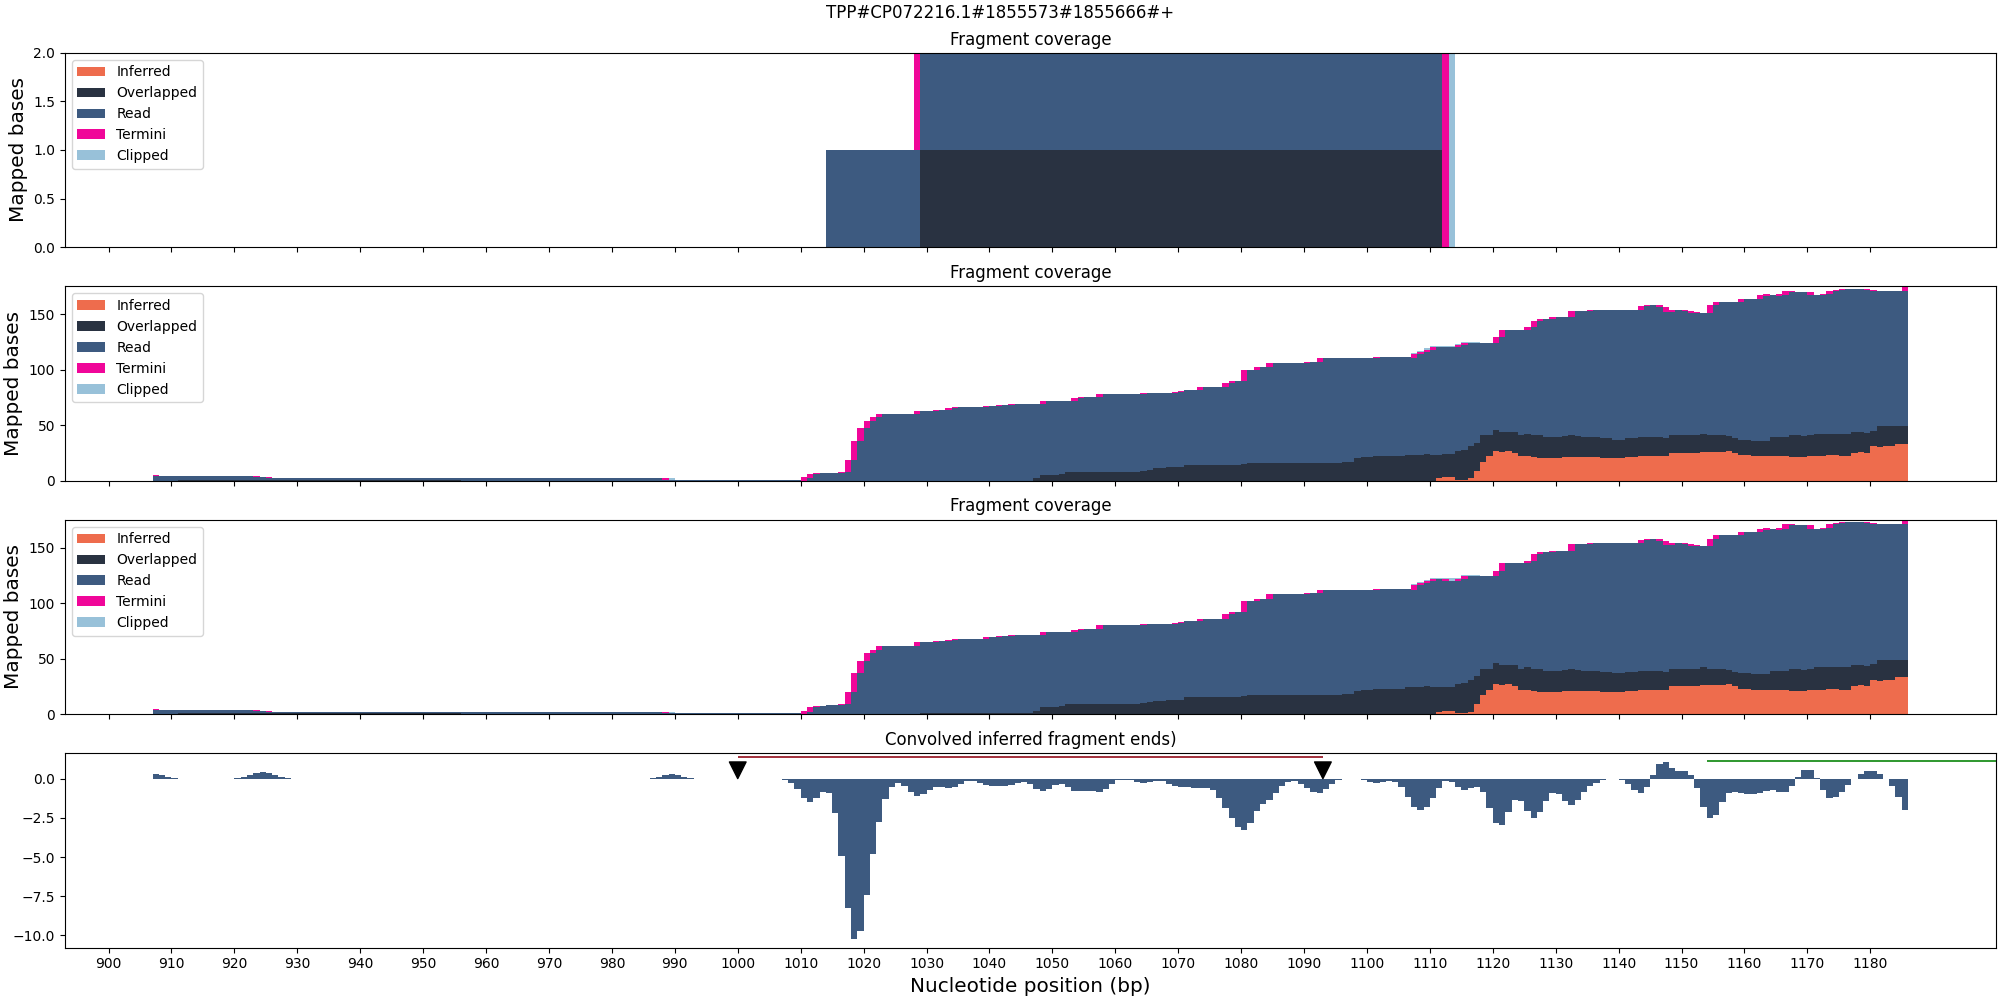 TPP#CP072216.1#1855573#1855666#+
Fragment coverage
Mapped bases
2.0
1.5
1.0
0.5
0.0
Inferred
Overlapped
Read
Termini
Clipped
Fragment coverage
Mapped bases
150
100
50
0
Inferred
Overlapped
Read
Termini
Clipped
Fragment coverage
Mapped bases
150
100
50
0
Inferred
Overlapped
Read
Termini
Clipped
Convolved inferred fragment ends)
0.0
−2.5
−5.0
−7.5
−10.0
900 910 920 930 940 950 960 970 980 990 1000 1010 1020 1030 1040 1050 1060 1070 1080 1090 1100 1110 1120 1130 1140 1150 1160 1170 1180
Nucleotide position (bp)